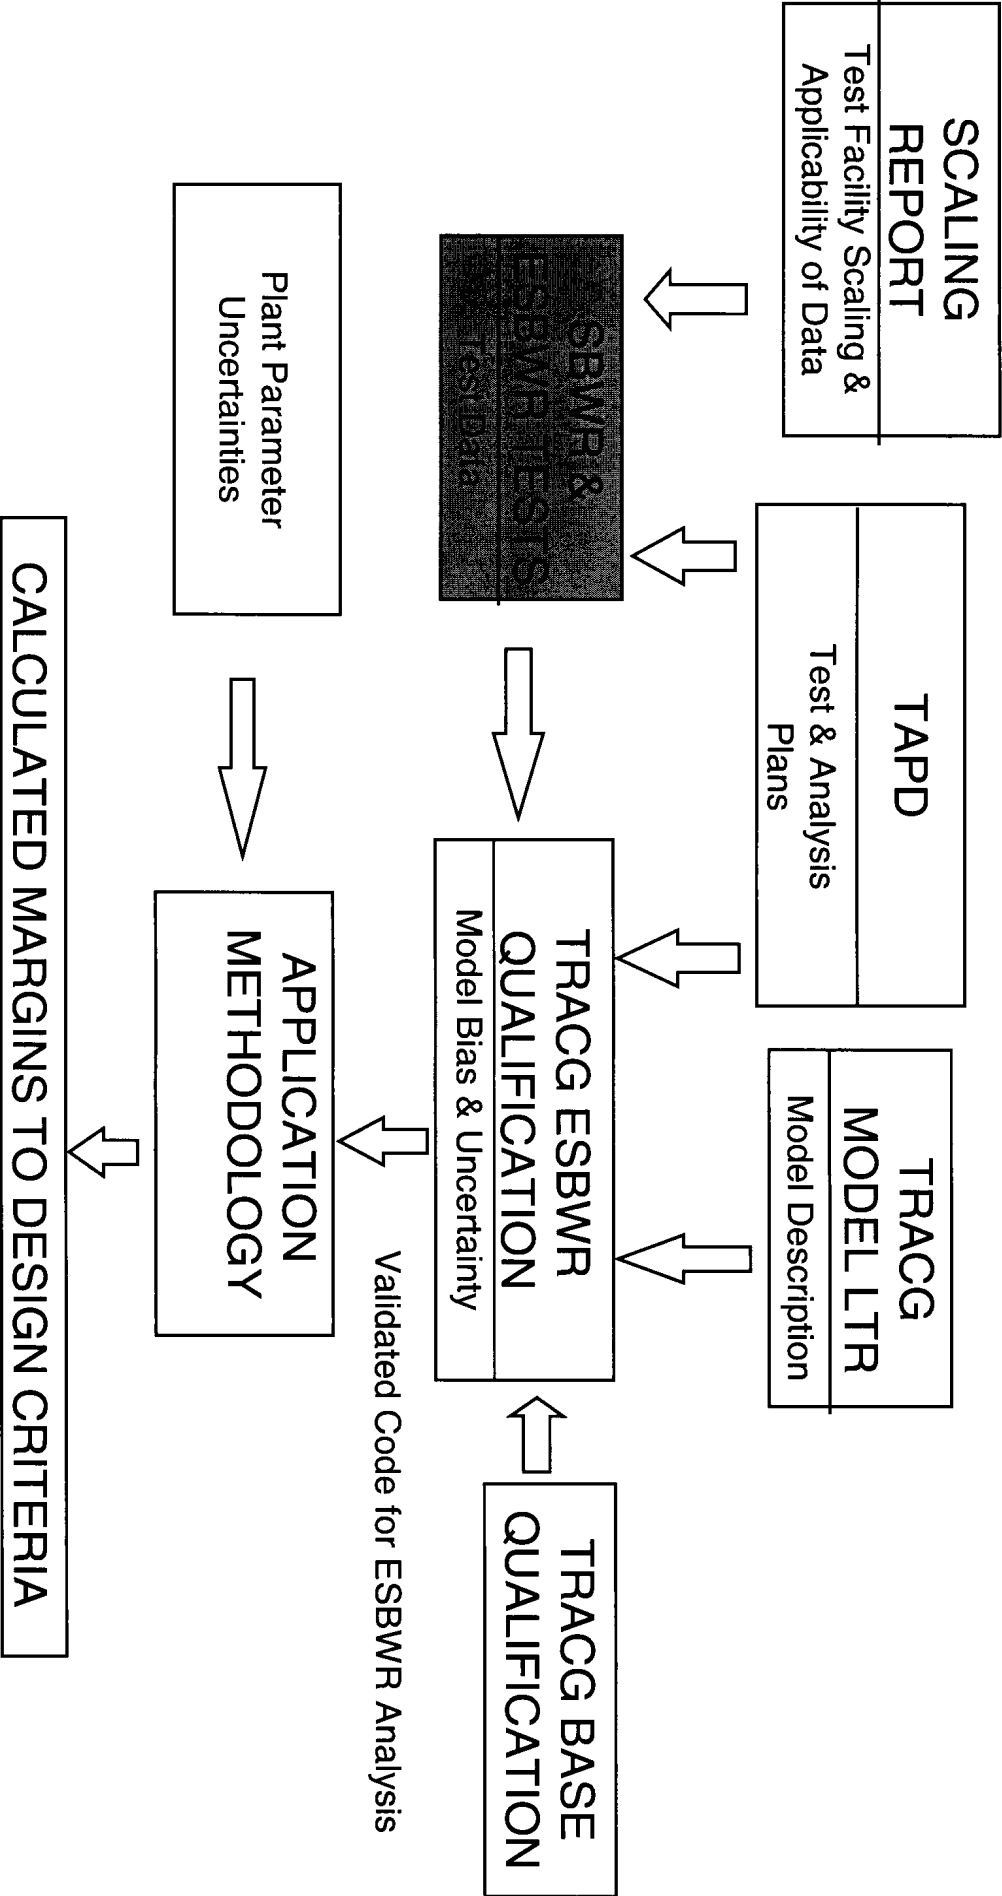 SCALING
REPORT
Test Facility Scaling &
Applicability of Data
TAPD
Test & Analysis
Plans
TRACG
MODEL LTR
Model Description
SBWR &
ESBWR TESTS
Test Data
TRACG ESBWR
QUALIFICATION
Model Bias & Uncertainty
TRACG BASE
QUALIFICATION
Validated Code for ESBWR Analysis
Plant Parameter
Uncertainties
APPLICATION
METHODOLOGY
CALCULATED MARGINS TO DESIGN CRITERIA